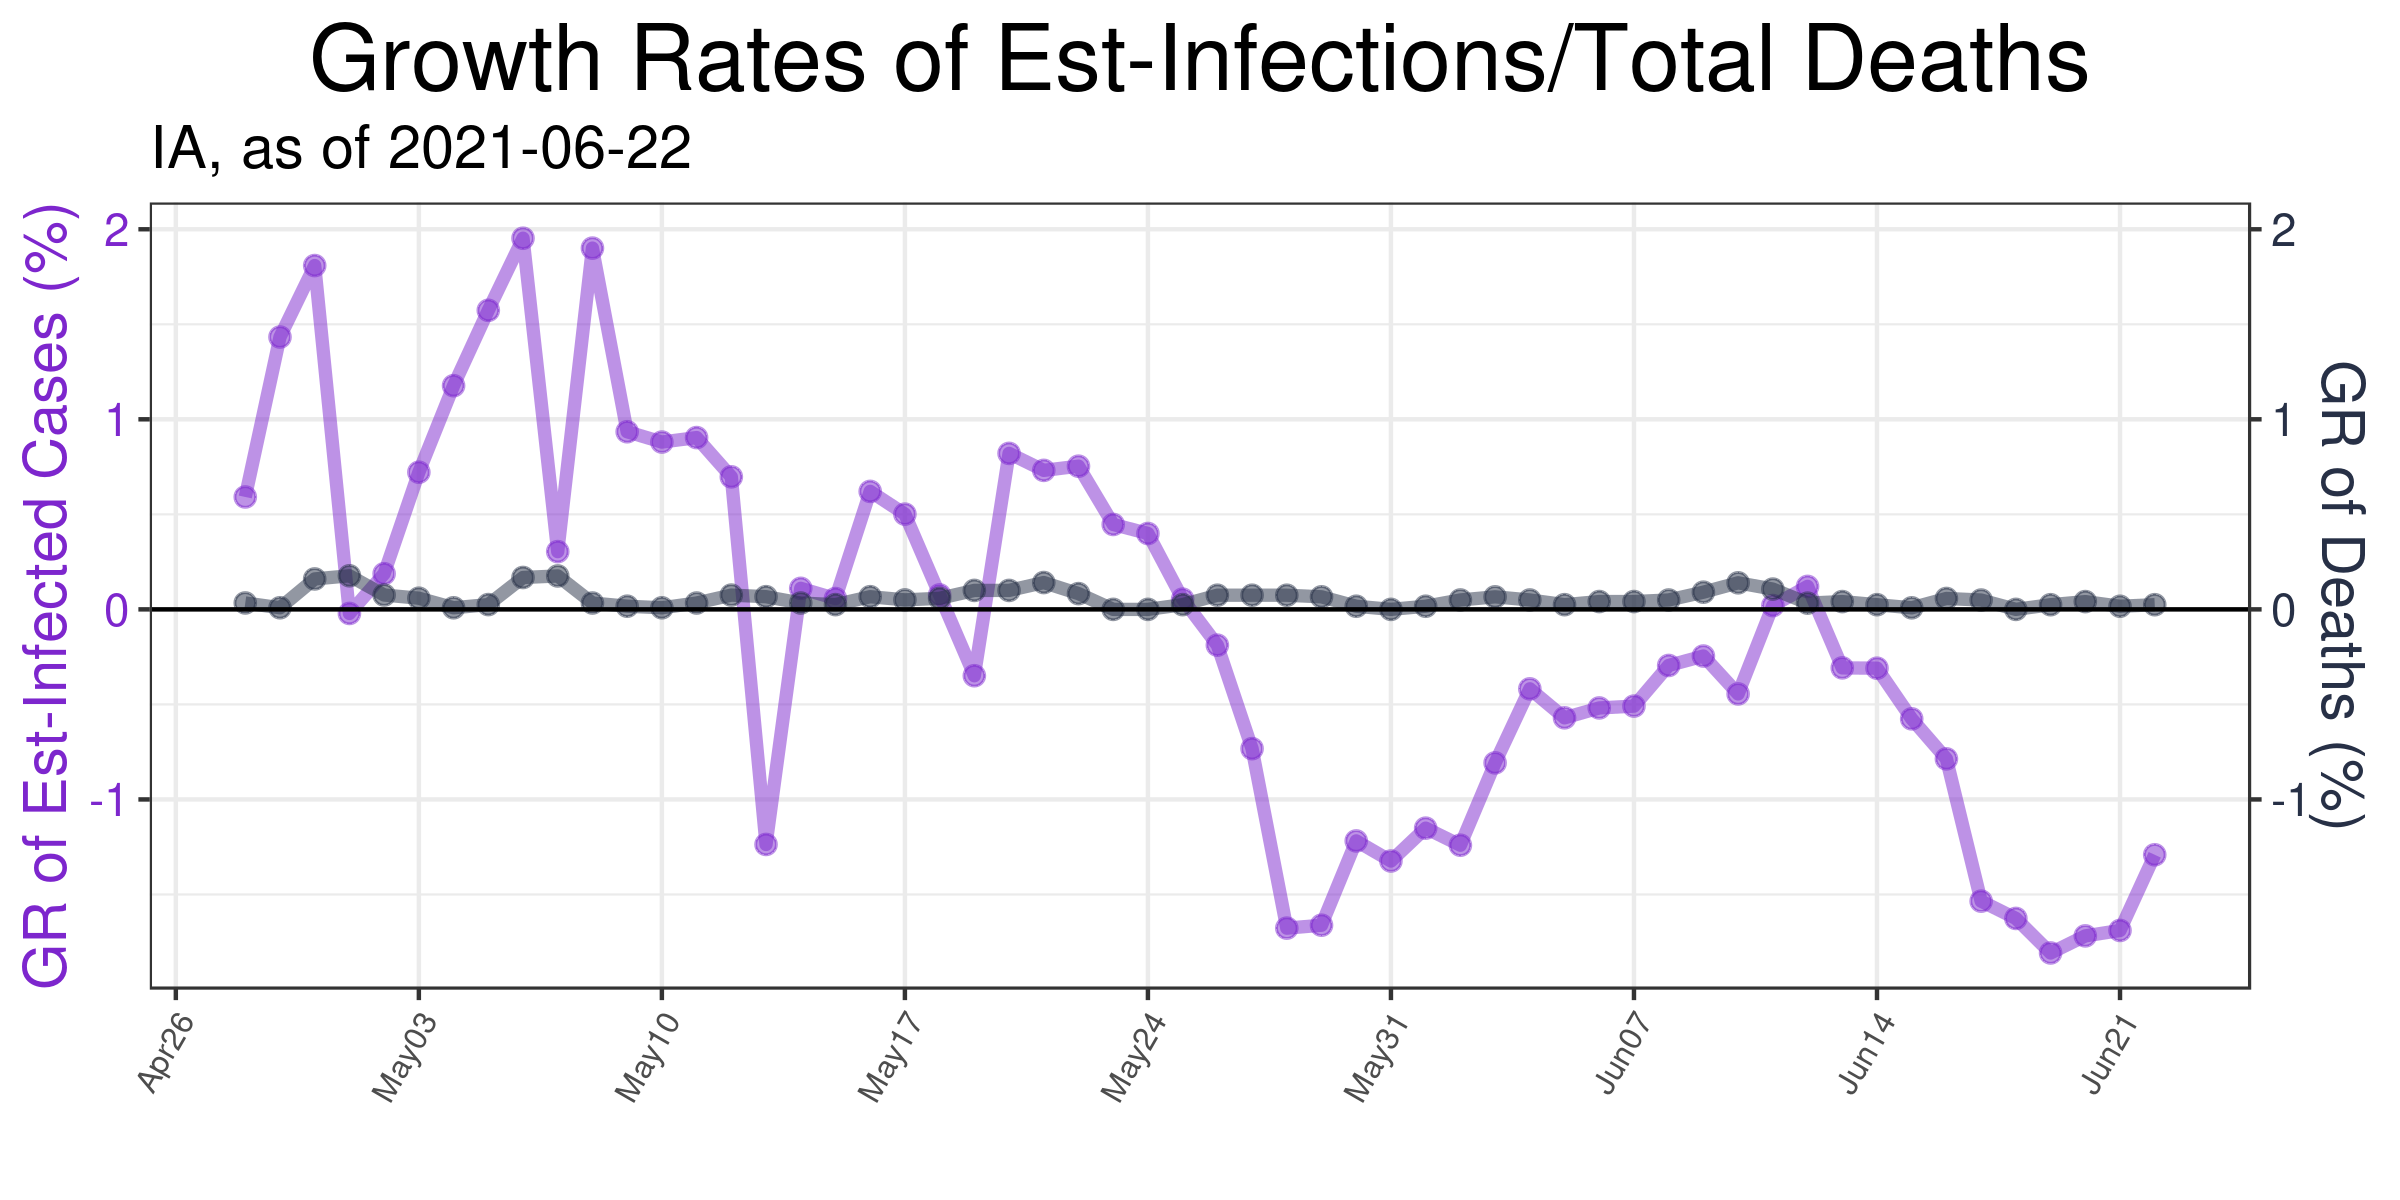 Growth Rates of Est-Infections/Total Deaths
IA, as of 2021-06-22
GR of Est-Infected Cases (%)
2
1
0
-1
2
1
0
-1
GR of Deaths (%)
Apr26
May03
May10
May17
May24
May31
Jun07
Jun14
Jun21